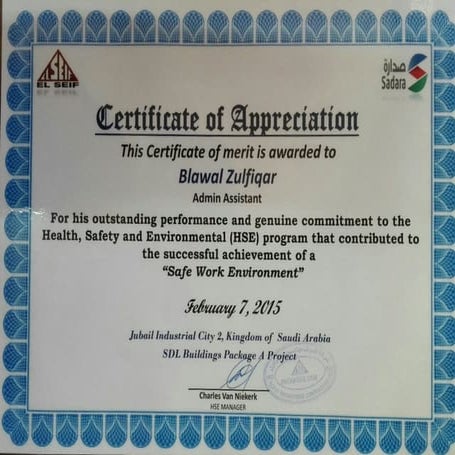 EL SEIF
صدارة
Sadara
Certificate of Appreciation
This Certificate of merit is awarded to
Blawal Zulfiqar
Admin Assistant
For his outstanding performance and genuine commitment to the
Health, Safety and Environmental (HSE) program that contributed to
the successful achievement of a
“Safe Work Environment”
February 7, 2015
Jubail Industrial City 2, Kingdom of Saudi Arabia
SDL Buildings Package A Project
Charles Van Niekerk
HSE MANAGER